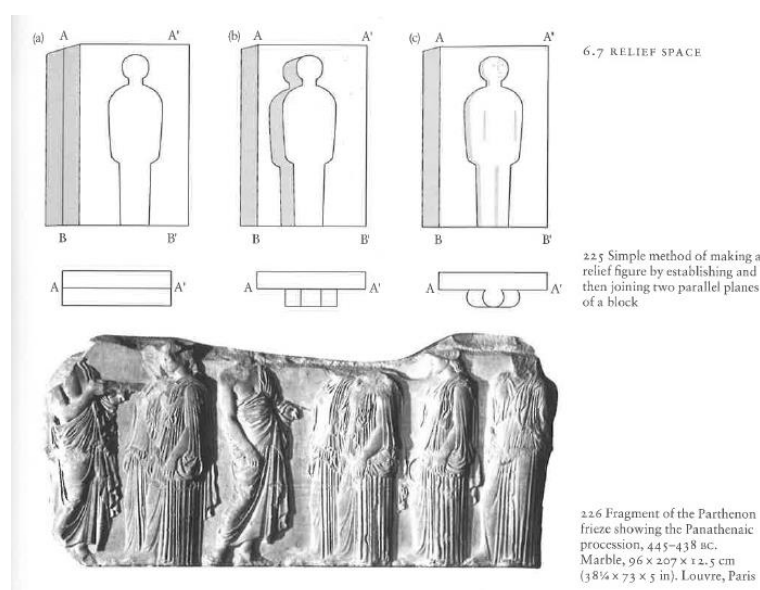 (a) A A' (b) A A' (c) A A'
6.7 RELIEF SPACE
B B' B B' B B'
A A' A A' A A'
225 Simple method of making a
relief figure by establishing and
then joining two parallel planes
of a block
226 Fragment of the Parthenon
frieze showing the Panathenaic
procession, 445–438 BC.
Marble, 96 x 207 x 12.5 cm
(38¼ x 73 x 5 in). Louvre, Paris